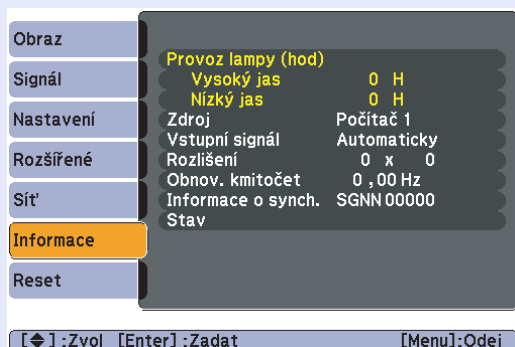 Obraz
Signál
Nastavení
Rozšířené
Síť
Informace
Reset
Provoz lampy (hod)
Vysoký jas 0 H
Nízký jas 0 H
Zdroj Počítač 1
Vstupní signál Automaticky
Rozlišení 0 x 0
Obnov. kmitočet 0 ,00 Hz
Informace o synch. SGNN 00000
Stav
[◆] :Zvol [Enter] :Zadat [Menu]:Odej